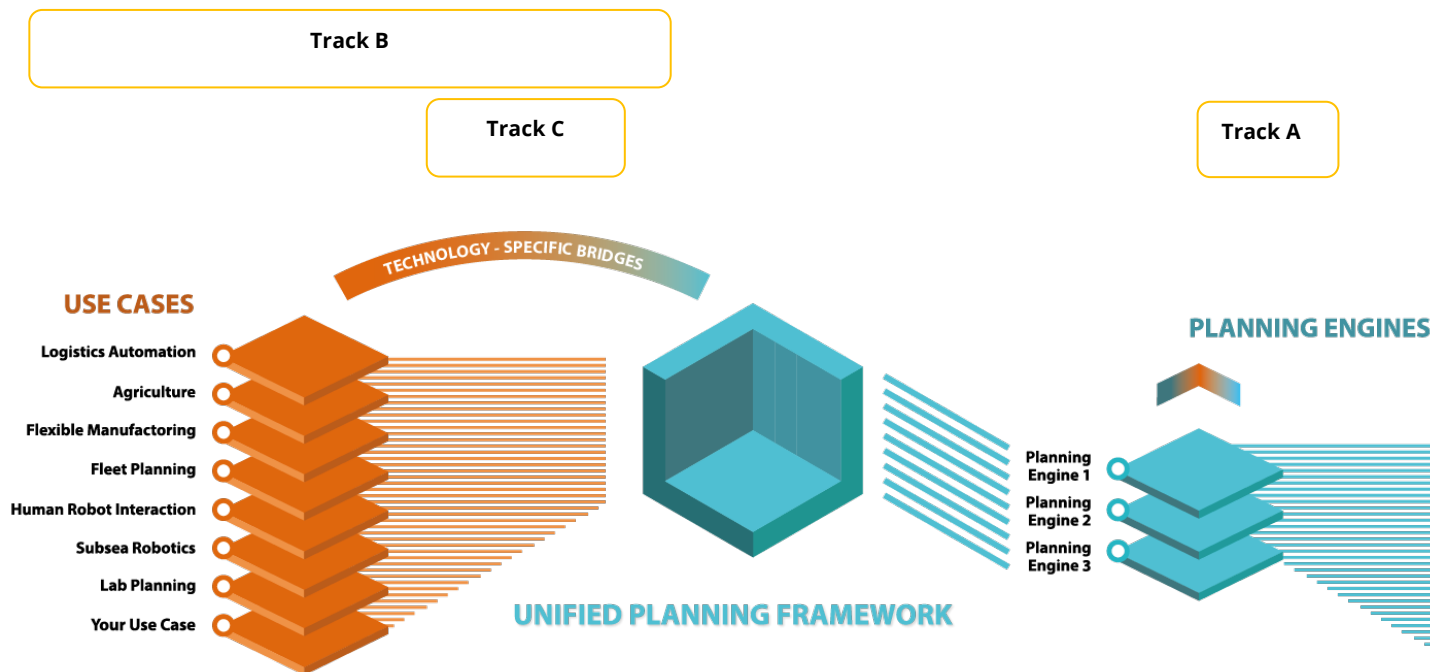 Track B
Track C
Track A
TECHNOLOGY - SPECIFIC BRIDGES
USE CASES
PLANNING ENGINES
Logistics Automation
Agriculture
Flexible Manufactoring
Fleet Planning
Human Robot Interaction
Subsea Robotics
Lab Planning
Your Use Case
Planning
Engine 1
Planning
Engine 2
Planning
Engine 3
UNIFIED PLANNING FRAMEWORK